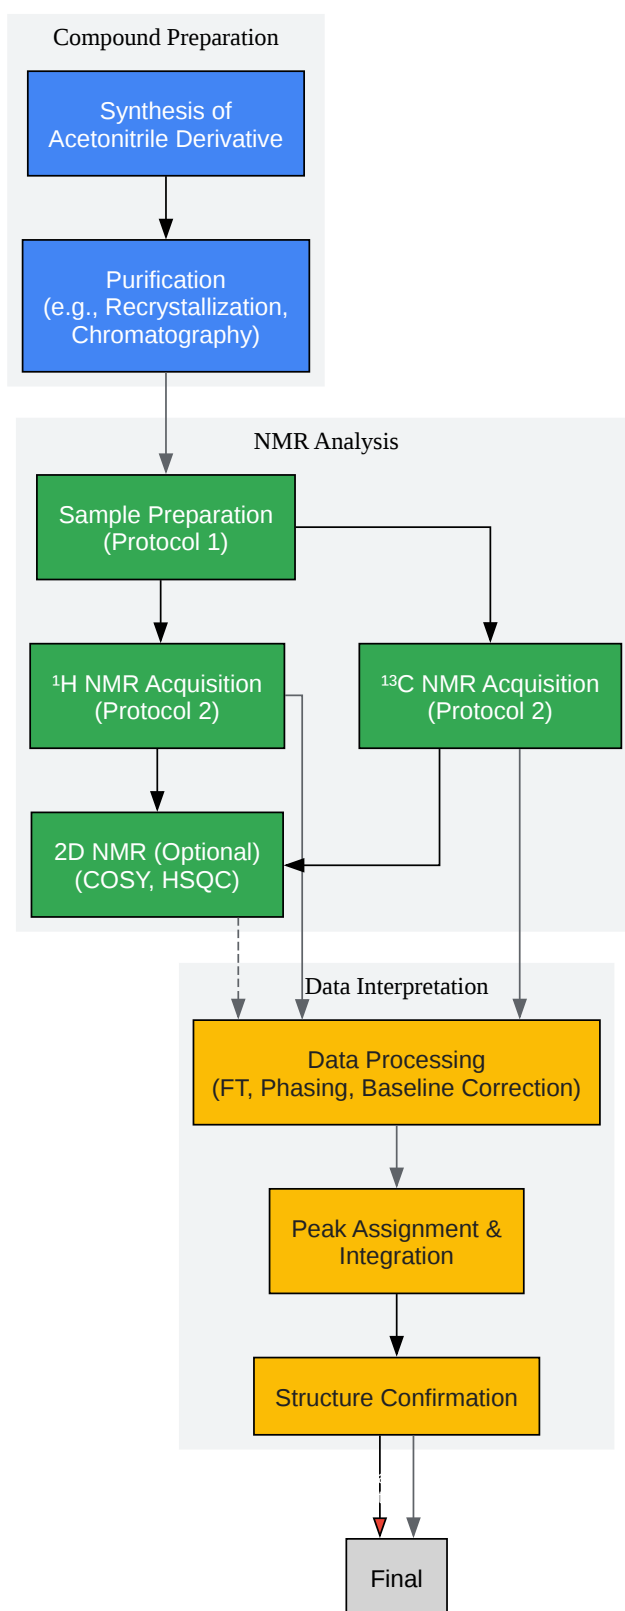 Compound Preparation
Synthesis of
Acetonitrile Derivative
Purification
(e.g., Recrystallization,
Chromatography)
NMR Analysis
Sample Preparation
(Protocol 1)
¹H NMR Acquisition
(Protocol 2)
¹³C NMR Acquisition
(Protocol 2)
2D NMR (Optional)
(COSY, HSQC)
Data Interpretation
Data Processing
(FT, Phasing, Baseline Correction)
Peak Assignment &
Integration
Structure Confirmation
Final